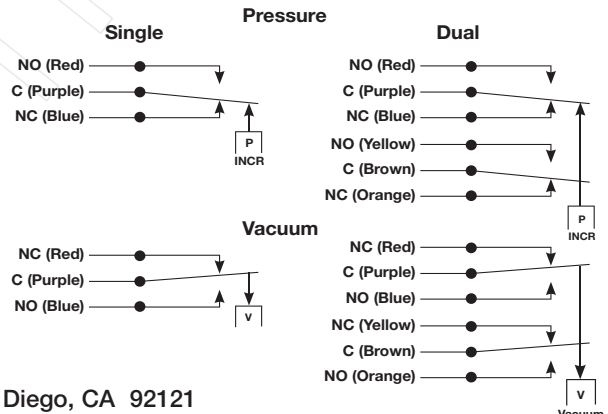 Pressure
Single
NO (Red)
C (Purple)
NC (Blue)
P
INCR
Dual
NO (Red)
C (Purple)
NC (Blue)
NO (Yellow)
C (Brown)
NC (Orange)
P
INCR
Vacuum
NC (Red)
C (Purple)
NO (Blue)
V
NC (Red)
C (Purple)
NO (Blue)
NC (Yellow)
C (Brown)
NO (Orange)
V
Vacuum
Diego, CA 92121